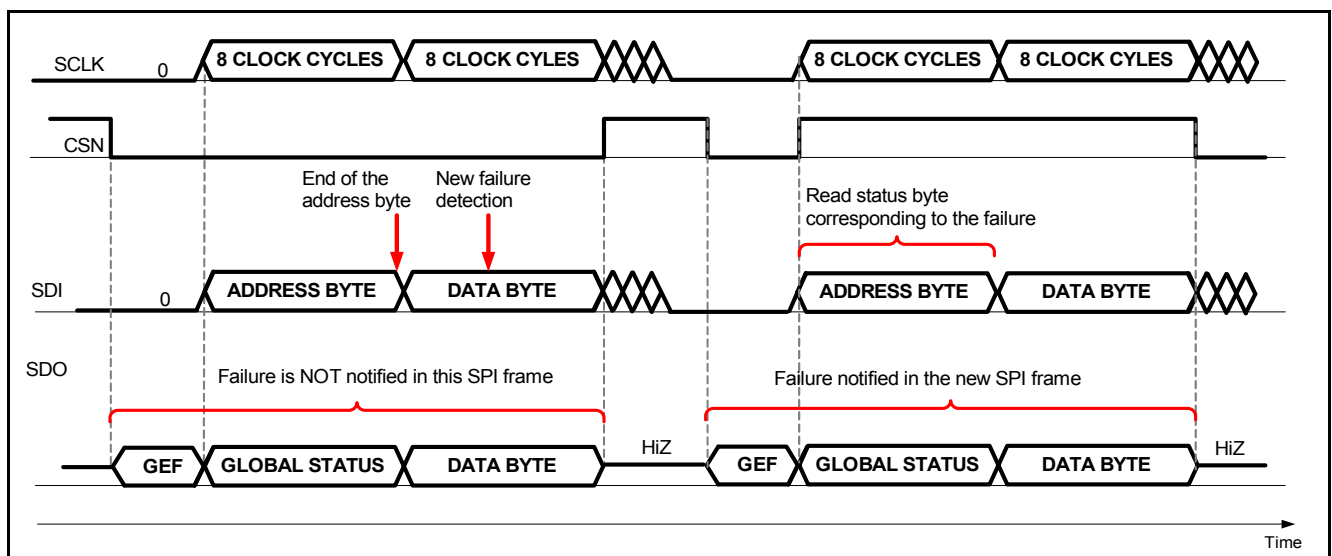 SCLK
0
8 CLOCK CYCLES
8 CLOCK CYLES
8 CLOCK CYCLES
8 CLOCK CYLES
CSN
End of the
address byte
New failure
detection
Read status byte
corresponding to the failure
SDI
0
ADDRESS BYTE
DATA BYTE
ADDRESS BYTE
DATA BYTE
SDO
Failure is NOT notified in this SPI frame
Failure notified in the new SPI frame
GEF
GLOBAL STATUS
DATA BYTE
HiZ
GEF
GLOBAL STATUS
DATA BYTE
HiZ
Time